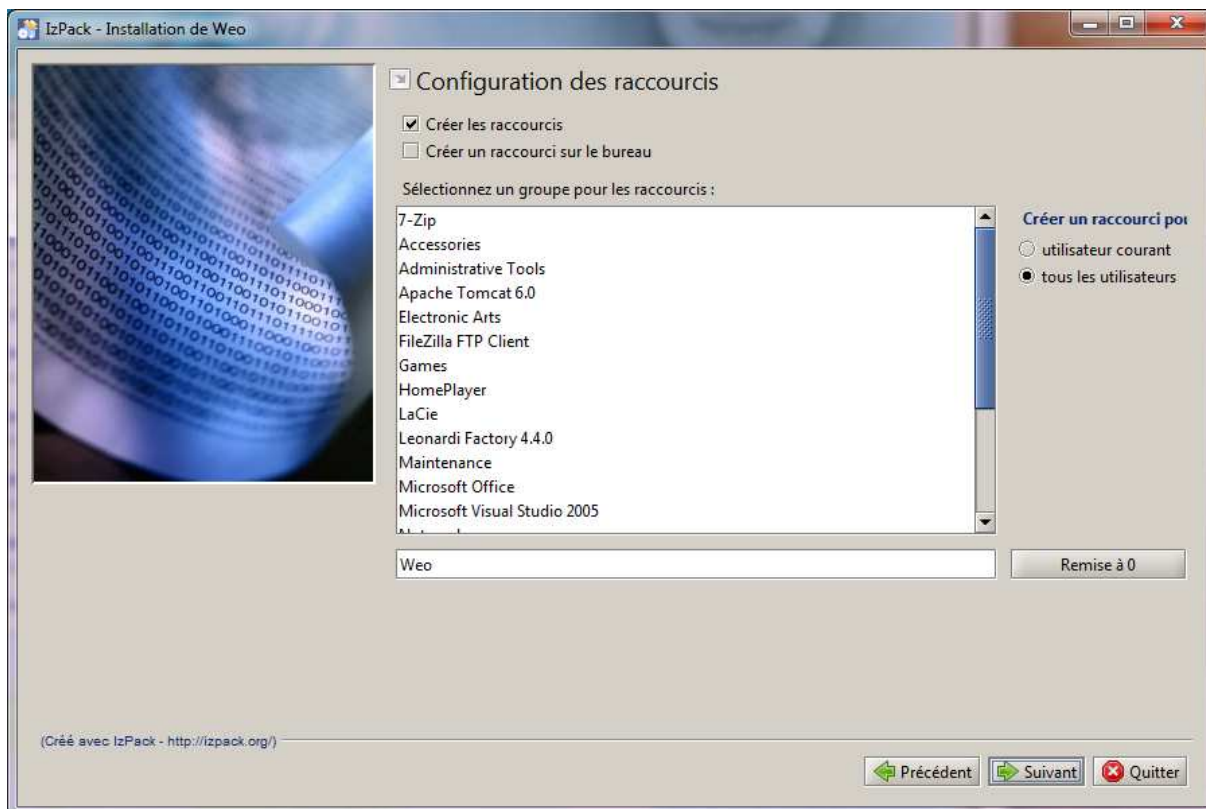 IzPack - Installation de Weo
Configuration des raccourcis
Créer les raccourcis
Créer un raccourci sur le bureau
Sélectionnez un groupe pour les raccourcis :
7-Zip
Accessories
Administrative Tools
Apache Tomcat 6.0
Electronic Arts
FileZilla FTP Client
Games
HomePlayer
LaCie
Leonardi Factory 4.4.0
Maintenance
Microsoft Office
Microsoft Visual Studio 2005
Créer un raccourci pou
utilisateur courant
tous les utilisateurs
Weo
Remise à 0
(Créé avec IzPack - http://izpack.org/)
Précédent
Suivant
Quitter